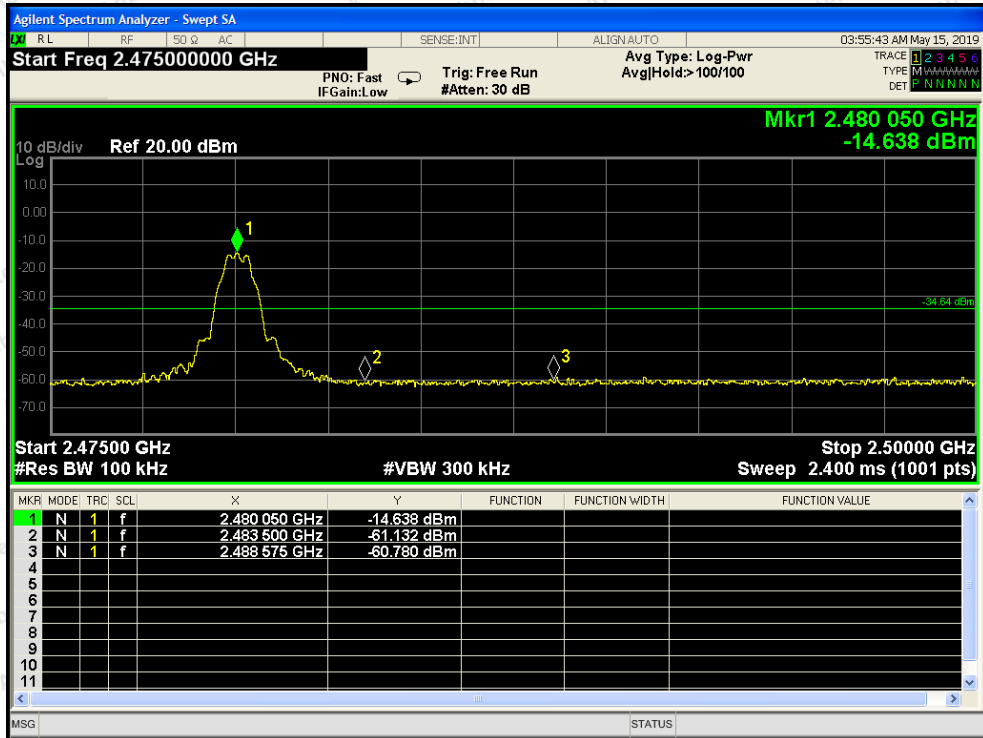 Agilent Spectrum Analyzer - Swept SA
LXI RL RF 50 Ω AC SENSE:INT ALIGN AUTO 03:55:43 AM May 15, 2019
Start Freq 2.475000000 GHz
PNO: Fast
IFGain:Low
Trig: Free Run
#Atten: 30 dB
Avg Type: Log-Pwr
Avg|Hold:>100/100
TRACE 1 2 3 4 5 6
TYPE M
DET P N N N N N
Mkr1 2.480 050 GHz
-14.638 dBm
10 dB/div Ref 20.00 dBm
Log
10.0
0.00
-10.0
-20.0
-30.0
-40.0
-50.0
-60.0
-70.0
1
2
3
-34.64 dBm
Start 2.47500 GHz Stop 2.50000 GHz
#Res BW 100 kHz #VBW 300 kHz Sweep 2.400 ms (1001 pts)
MKR MODE TRC SCL X Y FUNCTION FUNCTION WIDTH FUNCTION VALUE
1 N 1 f 2.480 050 GHz -14.638 dBm
2 N 1 f 2.483 500 GHz -61.132 dBm
3 N 1 f 2.488 575 GHz -60.780 dBm
4
5
6
7
8
9
10
11
MSG STATUS